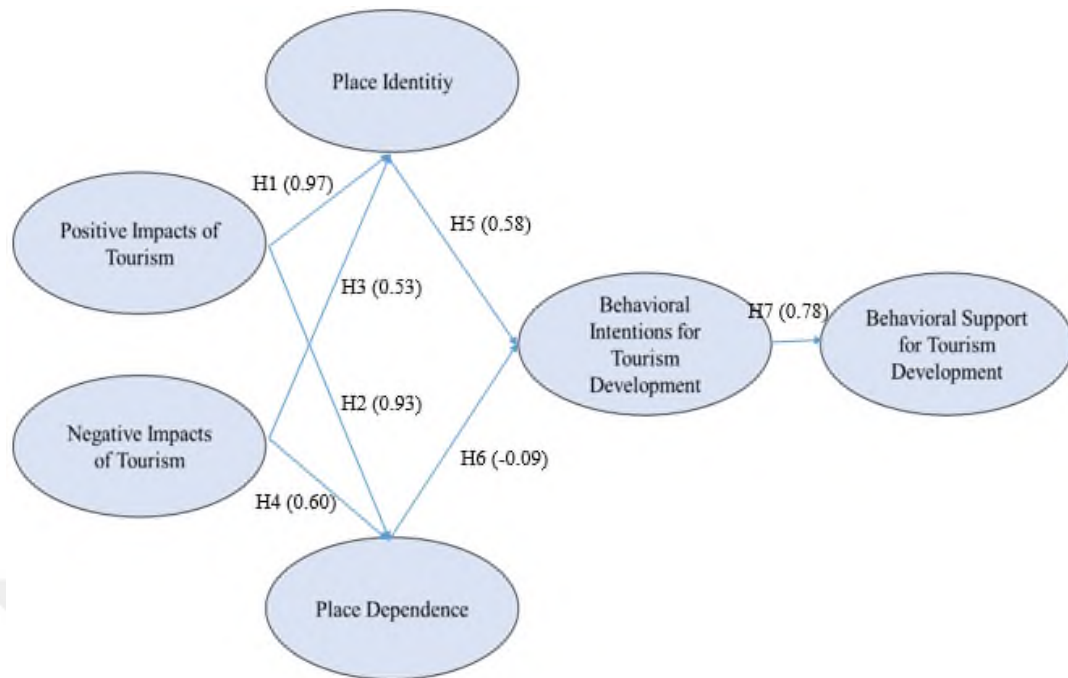 Place Identitiy
H1 (0.97)
Positive Impacts of
Tourism
H5 (0.58)
H3 (0.53)
Behavioral
Intentions for
Tourism
Development
H7 (0.78)
Behavioral Support
for Tourism
Development
H2 (0.93)
Negative Impacts
of Tourism
H6 (-0.09)
H4 (0.60)
Place Dependence